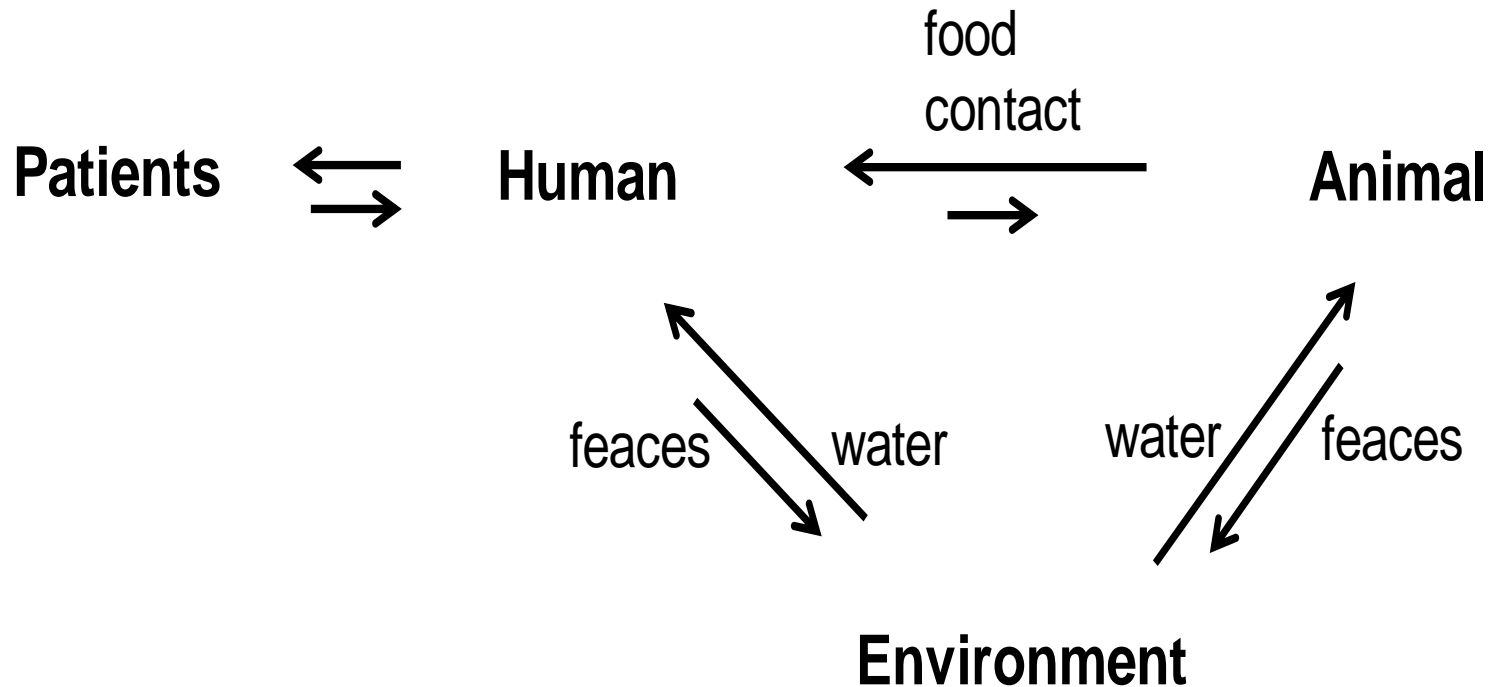 food
contact
Patients
Human
Animal
feaces
water
water
feaces
Environment